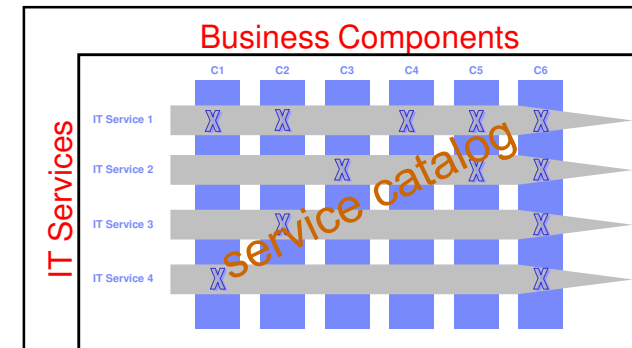 Business Components
C1 C2 C3 C4 C5 C6
IT Services
IT Service 1 X X X X X
IT Service 2 X X X
IT Service 3 X X
IT Service 4 X X
service catalog